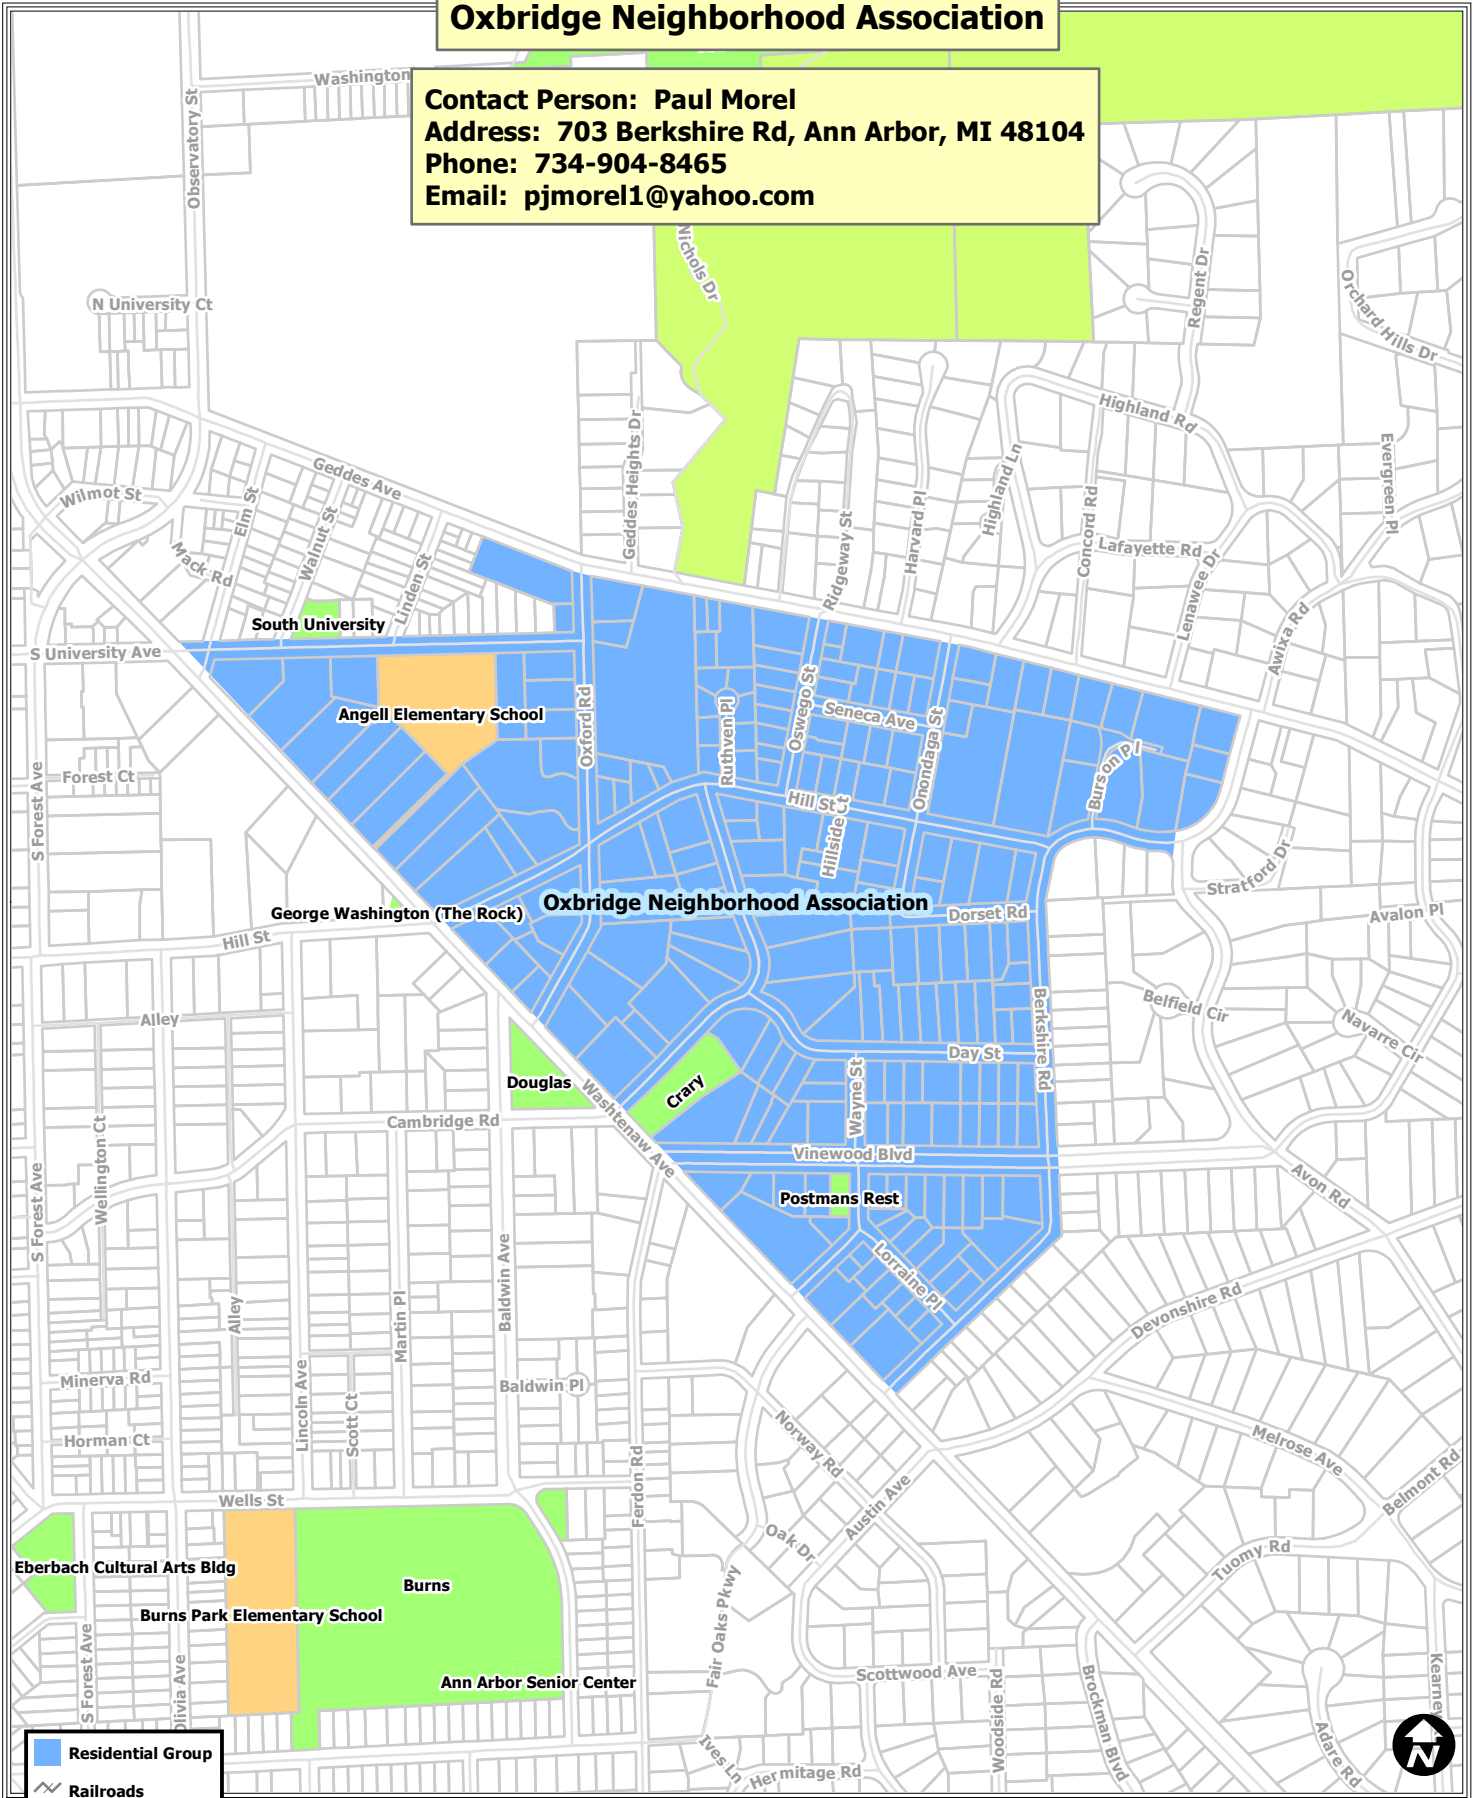 Oxbridge Neighborhood Association
Contact Person:  Paul Morel
Address:  703 Berkshire Rd, Ann Arbor, MI 48104
Phone:  734-904-8465
Email:  pjmorel1@yahoo.com
Washington
Observatory St
Nichols Dr
N University Ct
Regent Dr
Orchard Hills Dr
Geddes Heights Dr
Highland Rd
Highland Ln
Evergreen Pl
Geddes Ave
Wilmot St
Elm St
Walnut St
Mack Rd
Linden St
Ridgeway St
Harvard Pl
Concord Rd
Lafayette Rd
Lenawee Dr
Awixa Rd
South University
S University Ave
Angell Elementary School
Oxford Rd
Ruthven Pl
Oswego St
Seneca Ave
Onondaga St
Burson Pl
Forest Ct
S Forest Ave
Hill St
Hillside Ct
Stratford Dr
Oxbridge Neighborhood Association
George Washington (The Rock)
Dorset Rd
Avalon Pl
Hill St
Alley
Berkshire Rd
Belfield Cir
Navarre Cir
Day St
Douglas
Crary
Wayne St
Washtenaw Ave
Cambridge Rd
Wellington Ct
Vinewood Blvd
Postmans Rest
Avon Rd
S Forest Ave
Baldwin Ave
Lorraine Pl
Devonshire Rd
Alley
Martin Pl
Minerva Rd
Lincoln Ave
Scott Ct
Baldwin Pl
Horman Ct
Norway Rd
Melrose Ave
Belmont Rd
Wells St
Ferdon Rd
Austin Ave
Oak Dr
Tuomy Rd
Eberbach Cultural Arts Bldg
Burns
Burns Park Elementary School
Fair Oaks Pkwy
S Forest Ave
Olivia Ave
Ann Arbor Senior Center
Scottwood Ave
Woodside Rd
Brockman Blvd
Kearney
Adare Rd
Ives Ln
Hermitage Rd
Residential Group
Railroads
N